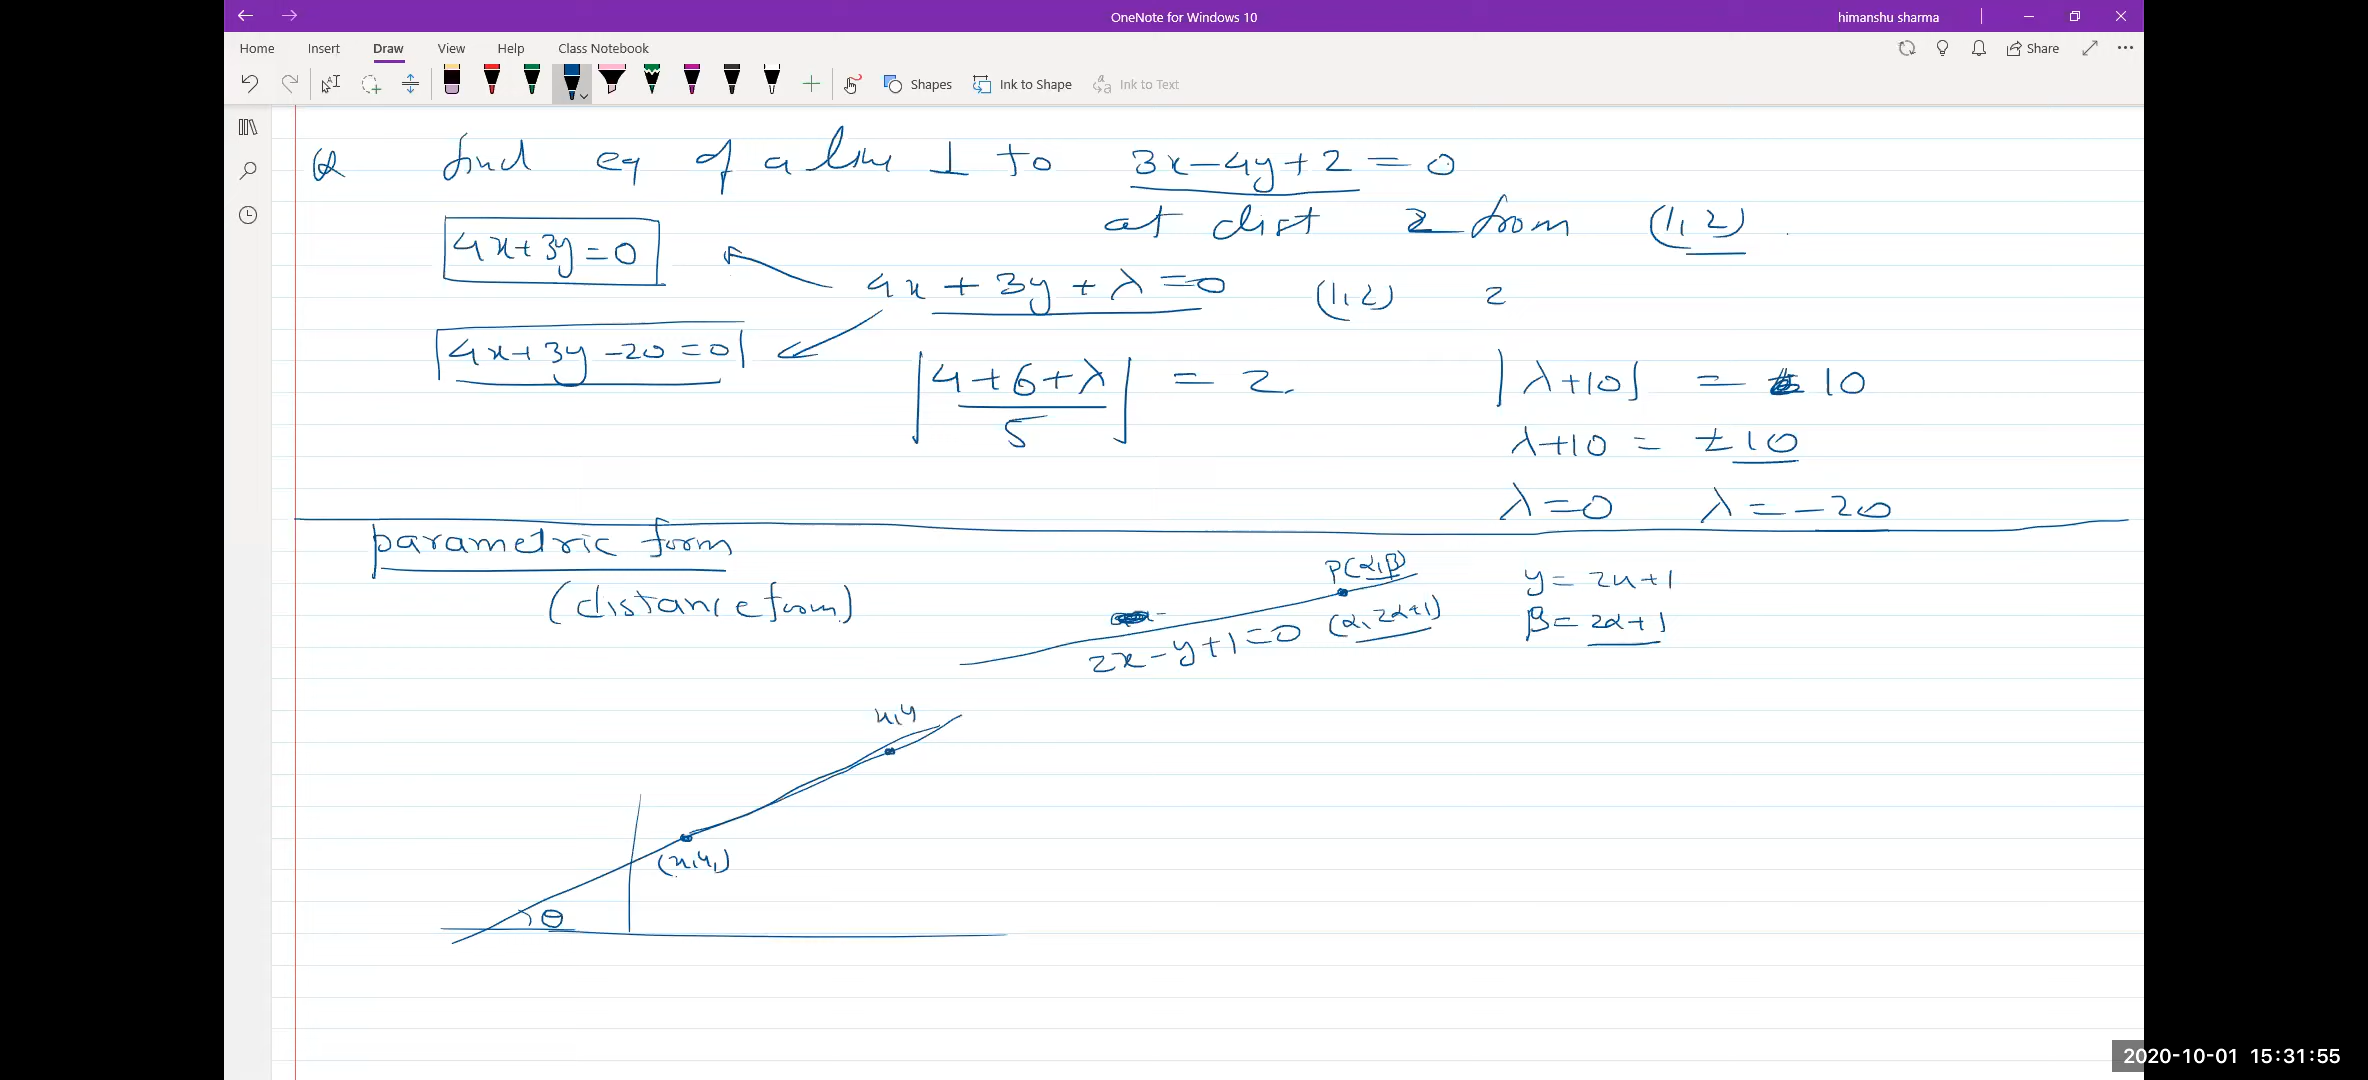 OneNote for Windows 10
himanshu sharma
Home Insert Draw View Help Class Notebook
Share
Shapes Ink to Shape Ink to Text
Q find eq of a line ⊥ to 3x-4y+2=0
at dist 2 from (1,2)
4x+3y=0
4x+3y+λ=0 (1,2) 2
4x+3y-20=0
|4+6+λ/5| = 2
|λ+10| = 10
λ+10 = ±10
λ=0 λ=-20
parametric form
(distance form)
P(α,β)
(α, 2α+1)
2x-y+1=0
y = 2x+1
β = 2α+1
x,y
(x₁y₁)
θ
2020-10-01 15:31:55